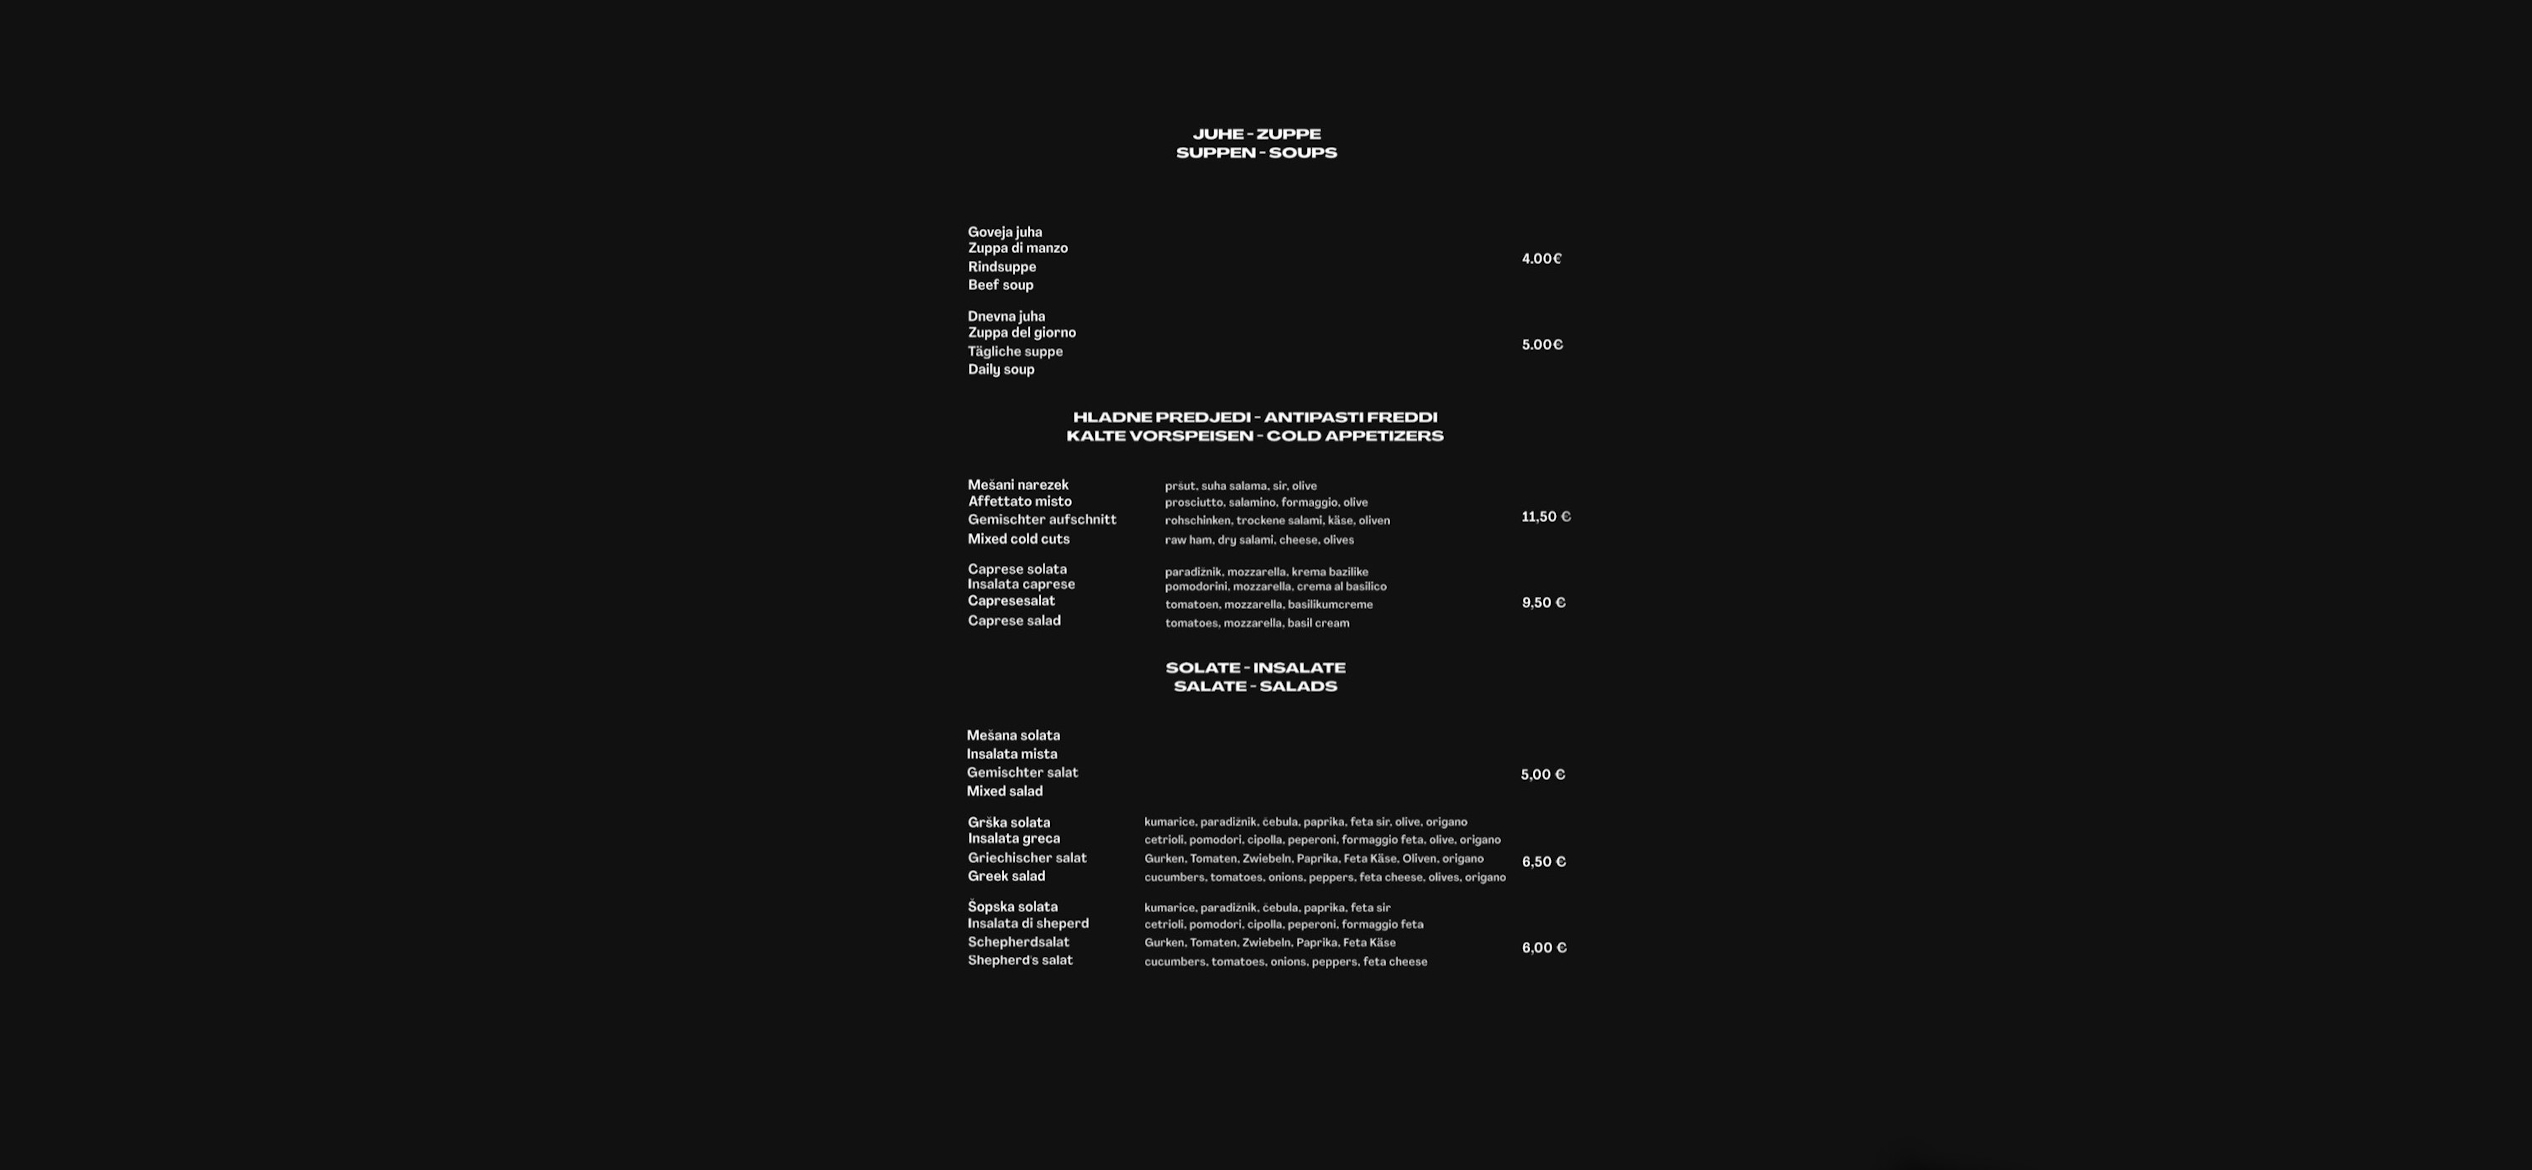 JUHE - ZUPPE
SUPPEN - SOUPS
Goveja juha
Zuppa di manzo
Rindsuppe
Beef soup
4.00€
Dnevna juha
Zuppa del giorno
Tägliche suppe
Daily soup
5.00€
HLADNE PREDJEDI - ANTIPASTI FREDDI
KALTE VORSPEISEN - COLD APPETIZERS
Mešani narezek pršut, suha salama, sir, olive
Affettato misto prosciutto, salamino, formaggio, olive
Gemischter aufschnitt rohschinken, trockene salami, käse, oliven
Mixed cold cuts raw ham, dry salami, cheese, olives
11,50 €
Caprese solata paradižnik, mozzarella, krema bazilike
Insalata caprese pomodorini, mozzarella, crema al basilico
Capresesalat tomatoen, mozzarella, basilikumcreme
Caprese salad tomatoes, mozzarella, basil cream
9,50 €
SOLATE - INSALATE
SALATE - SALADS
Mešana solata
Insalata mista
Gemischter salat
Mixed salad
5,00 €
Grška solata kumarice, paradižnik, čebula, paprika, feta sir, olive, origano
Insalata greca cetrioli, pomodori, cipolla, peperoni, formaggio feta, olive, origano
Griechischer salat Gurken, Tomaten, Zwiebeln, Paprika, Feta Käse, Oliven, origano
Greek salad cucumbers, tomatoes, onions, peppers, feta cheese, olives, origano
6,50 €
Šopska solata kumarice, paradižnik, čebula, paprika, feta sir
Insalata di sheperd cetrioli, pomodori, cipolla, peperoni, formaggio feta
Schepherdsalat Gurken, Tomaten, Zwiebeln, Paprika, Feta Käse
Shepherd's salat cucumbers, tomatoes, onions, peppers, feta cheese
6,00 €